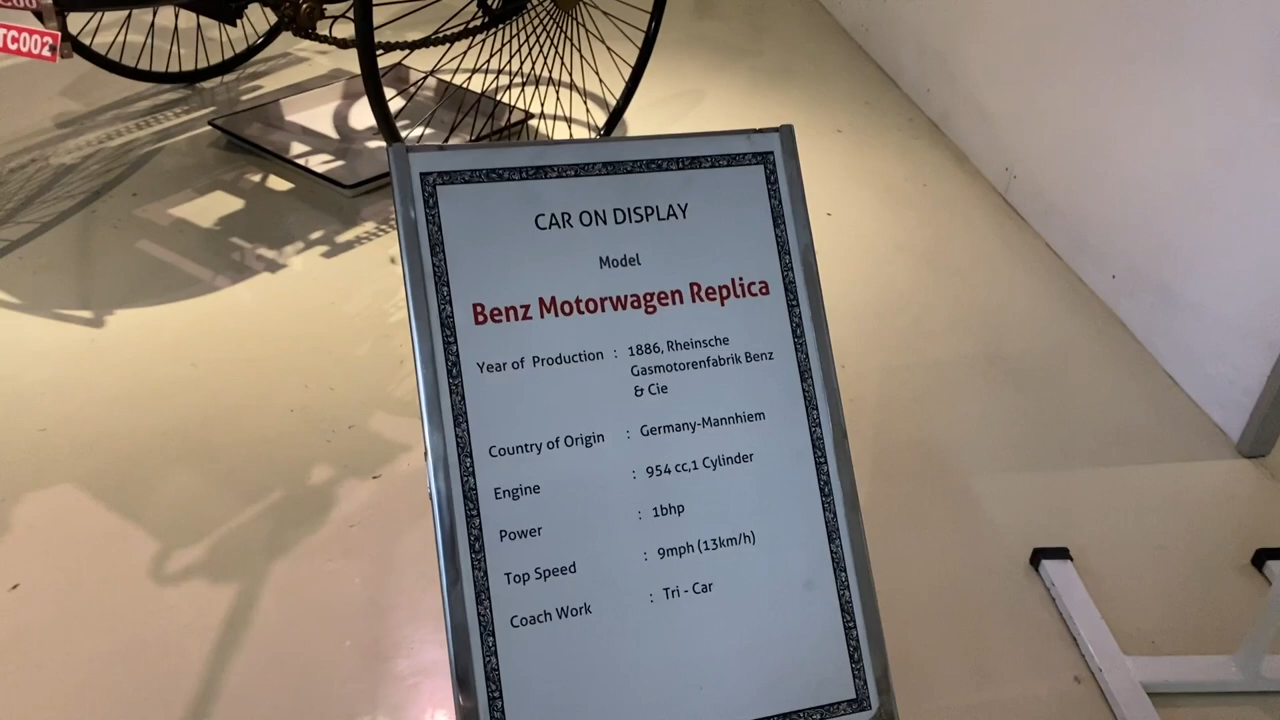 TC002
CAR ON DISPLAY
Model
Benz Motorwagen Replica
Year of Production : 1886, Rheinsche
Gasmotorenfabrik Benz
& Cie
Country of Origin : Germany-Mannhiem
Engine : 954 cc,1 Cylinder
Power : 1bhp
Top Speed : 9mph (13km/h)
Coach Work : Tri - Car